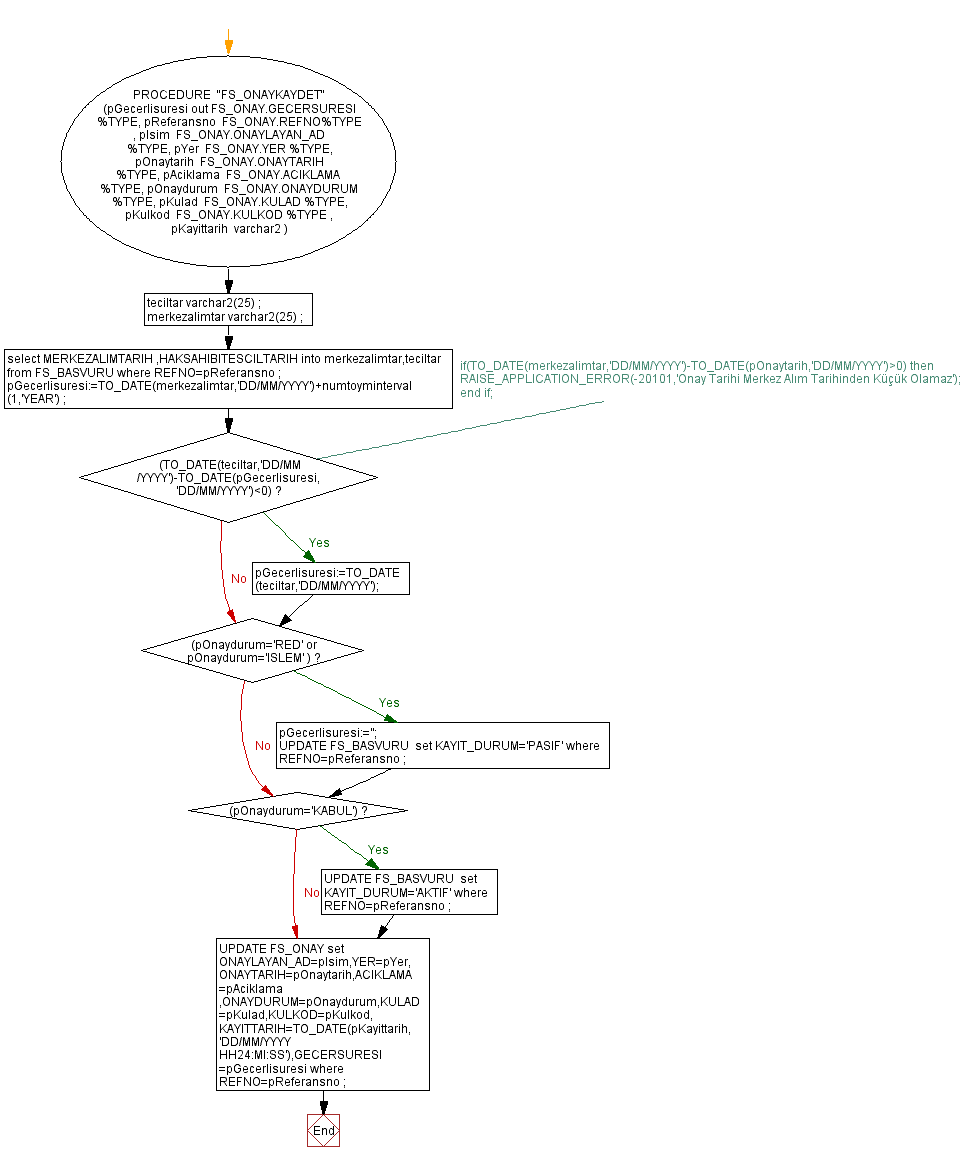 PROCEDURE "FS_ONAYKAYDET"
(pGecerlisuresi out FS_ONAY.GECERSURESI
%TYPE, pReferansno FS_ONAY.REFNO%TYPE
, pIsim FS_ONAY.ONAYLAYAN_AD
%TYPE, pYer FS_ONAY.YER %TYPE,
pOnaytarih FS_ONAY.ONAYTARIH
%TYPE, pAciklama FS_ONAY.ACIKLAMA
%TYPE, pOnaydurum FS_ONAY.ONAYDURUM
%TYPE, pKulad FS_ONAY.KULAD %TYPE,
pKulkod FS_ONAY.KULKOD %TYPE ,
pKayittarih varchar2 )
teciltar varchar2(25) ;
merkezalimtar varchar2(25) ;
select MERKEZALIMTARIH ,HAKSAHIBITESCILTARIH into merkezalimtar,teciltar
from FS_BASVURU where REFNO=pReferansno ;
pGecerlisuresi:=TO_DATE(merkezalimtar,'DD/MM/YYYY')+numtoyminterval
(1,'YEAR') ;
if(TO_DATE(merkezalimtar,'DD/MM/YYYY')-TO_DATE(pOnaytarih,'DD/MM/YYYY')>0) then
RAISE_APPLICATION_ERROR(-20101,'Onay Tarihi Merkez Alım Tarihinden Küçük Olamaz');
end if;
(TO_DATE(teciltar,'DD/MM
/YYYY')-TO_DATE(pGecerlisuresi,
'DD/MM/YYYY')<0) ?
Yes
No
pGecerlisuresi:=TO_DATE
(teciltar,'DD/MM/YYYY');
(pOnaydurum='RED' or
pOnaydurum='ISLEM' ) ?
Yes
No
pGecerlisuresi:='';
UPDATE FS_BASVURU set KAYIT_DURUM='PASIF' where
REFNO=pReferansno ;
(pOnaydurum='KABUL') ?
Yes
No
UPDATE FS_BASVURU set
KAYIT_DURUM='AKTIF' where
REFNO=pReferansno ;
UPDATE FS_ONAY set
ONAYLAYAN_AD=pIsim,YER=pYer,
ONAYTARIH=pOnaytarih,ACIKLAMA
=pAciklama
,ONAYDURUM=pOnaydurum,KULAD
=pKulad,KULKOD=pKulkod,
KAYITTARIH=TO_DATE(pKayittarih,
'DD/MM/YYYY
HH24:MI:SS'),GECERSURESI
=pGecerlisuresi where
REFNO=pReferansno ;
End